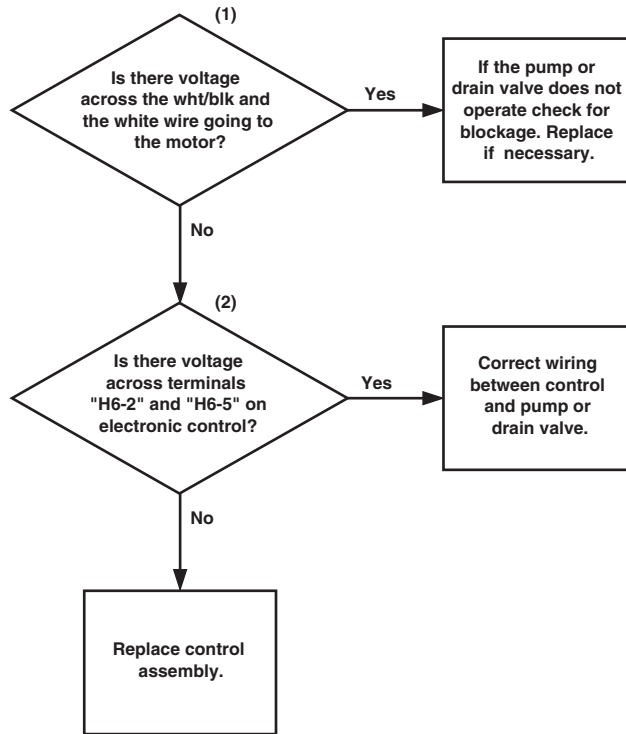 (1)
Is there voltage
across the wht/blk and
the white wire going to
the motor?
Yes
If the pump or
drain valve does not
operate check for
blockage. Replace
if necessary.
No
(2)
Is there voltage
across terminals
"H6-2" and "H6-5" on
electronic control?
Yes
Correct wiring
between control
and pump or
drain valve.
No
Replace control
assembly.